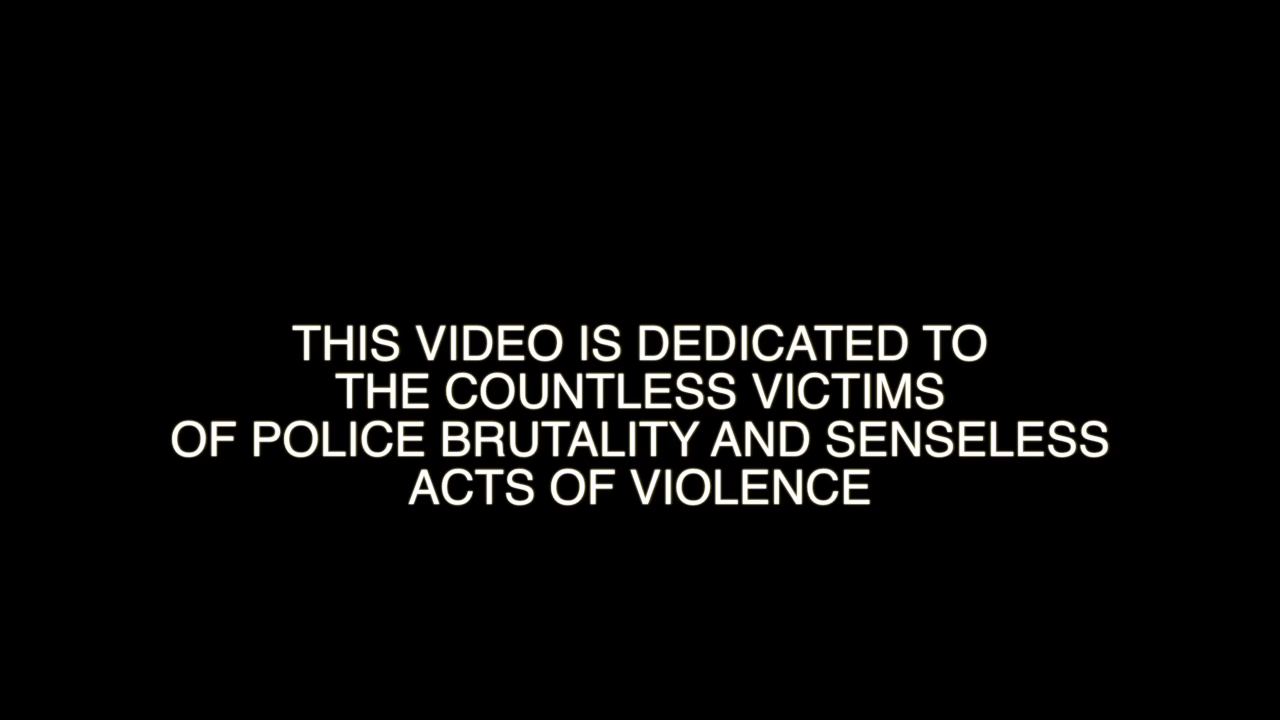 THIS VIDEO IS DEDICATED TO
THE COUNTLESS VICTIMS
OF POLICE BRUTALITY AND SENSELESS
ACTS OF VIOLENCE